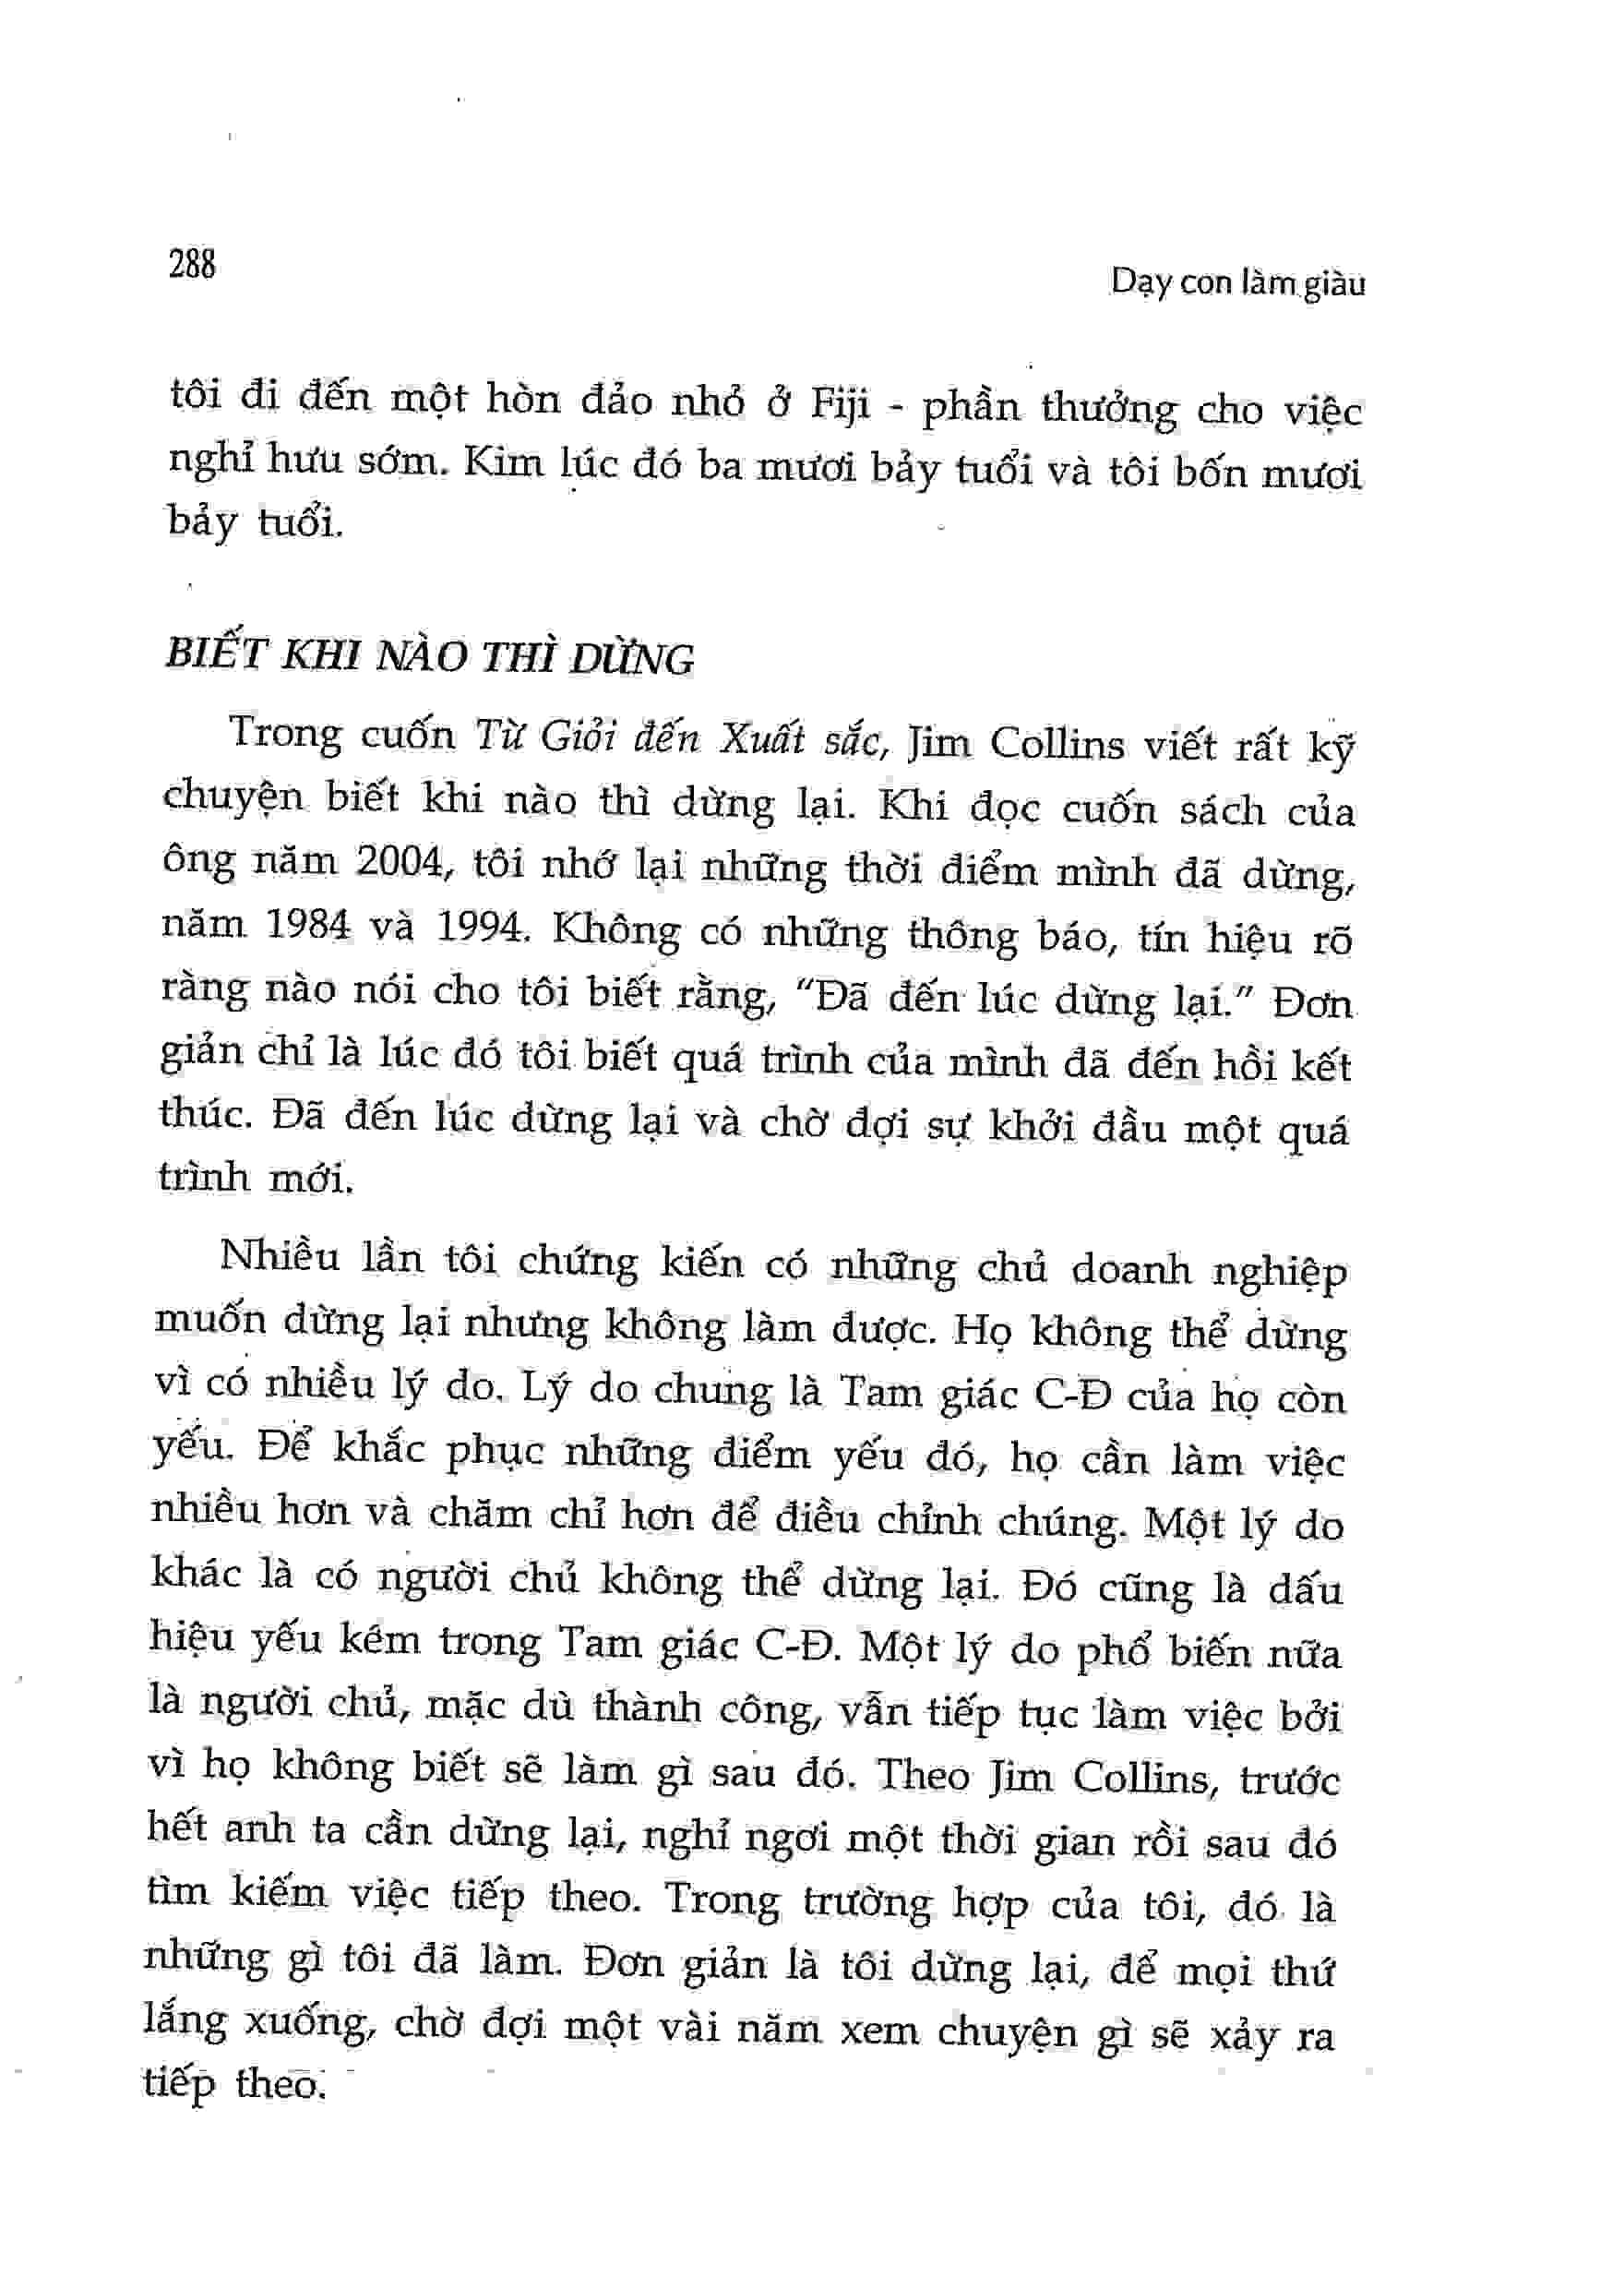 288
Dạy con làm giàu
tôi đi đến một hòn đảo nhỏ ở Fiji - phần thưởng cho việc
nghỉ hưu sớm. Kim lúc đó ba mươi bảy tuổi và tôi bốn mươi
bảy tuổi.
BIẾT KHI NÀO THÌ DỪNG
Trong cuốn Từ Giỏi đến Xuất sắc, Jim Collins viết rất kỹ
chuyện biết khi nào thì dừng lại. Khi đọc cuốn sách của
ông năm 2004, tôi nhớ lại những thời điểm mình đã dừng,
năm 1984 và 1994. Không có những thông báo, tín hiệu rõ
ràng nào nói cho tôi biết rằng, "Đã đến lúc dừng lại." Đơn
giản chỉ là lúc đó tôi biết quá trình của mình đã đến hồi kết
thúc. Đã đến lúc dừng lại và chờ đợi sự khởi đầu một quá
trình mới.
Nhiều lần tôi chứng kiến có những chủ doanh nghiệp
muốn dừng lại nhưng không làm được. Họ không thể dừng
vì có nhiều lý do. Lý do chung là Tam giác C-Đ của họ còn
yếu. Để khắc phục những điểm yếu đó, họ cần làm việc
nhiều hơn và chăm chỉ hơn để điều chỉnh chúng. Một lý do
khác là có người chủ không thể dừng lại. Đó cũng là dấu
hiệu yếu kém trong Tam giác C-Đ. Một lý do phổ biến nữa
là người chủ, mặc dù thành công, vẫn tiếp tục làm việc bởi
vì họ không biết sẽ làm gì sau đó. Theo Jim Collins, trước
hết anh ta cần dừng lại, nghỉ ngơi một thời gian rồi sau đó
tìm kiếm việc tiếp theo. Trong trường hợp của tôi, đó là
những gì tôi đã làm. Đơn giản là tôi dừng lại, để mọi thứ
lắng xuống, chờ đợi một vài năm xem chuyện gì sẽ xảy ra
tiếp theo.